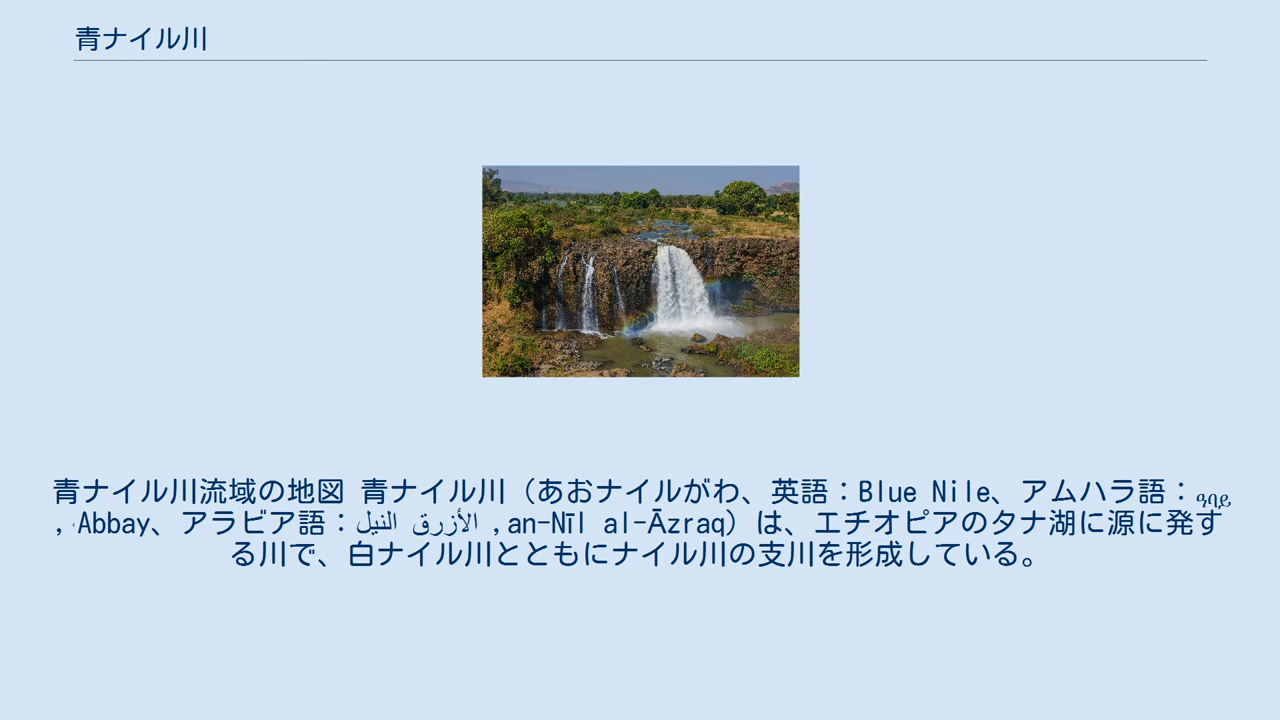 青ナイル川
青ナイル川流域の地図 青ナイル川（あおナイルがわ、英語：Blue Nile、アムハラ語：ዓባይ
, ʿAbbay、アラビア語：النيل الأزرق , an-Nīl al-Āzraq）は、エチオピアのタナ湖に源に発す
る川で、白ナイル川とともにナイル川の支川を形成している。